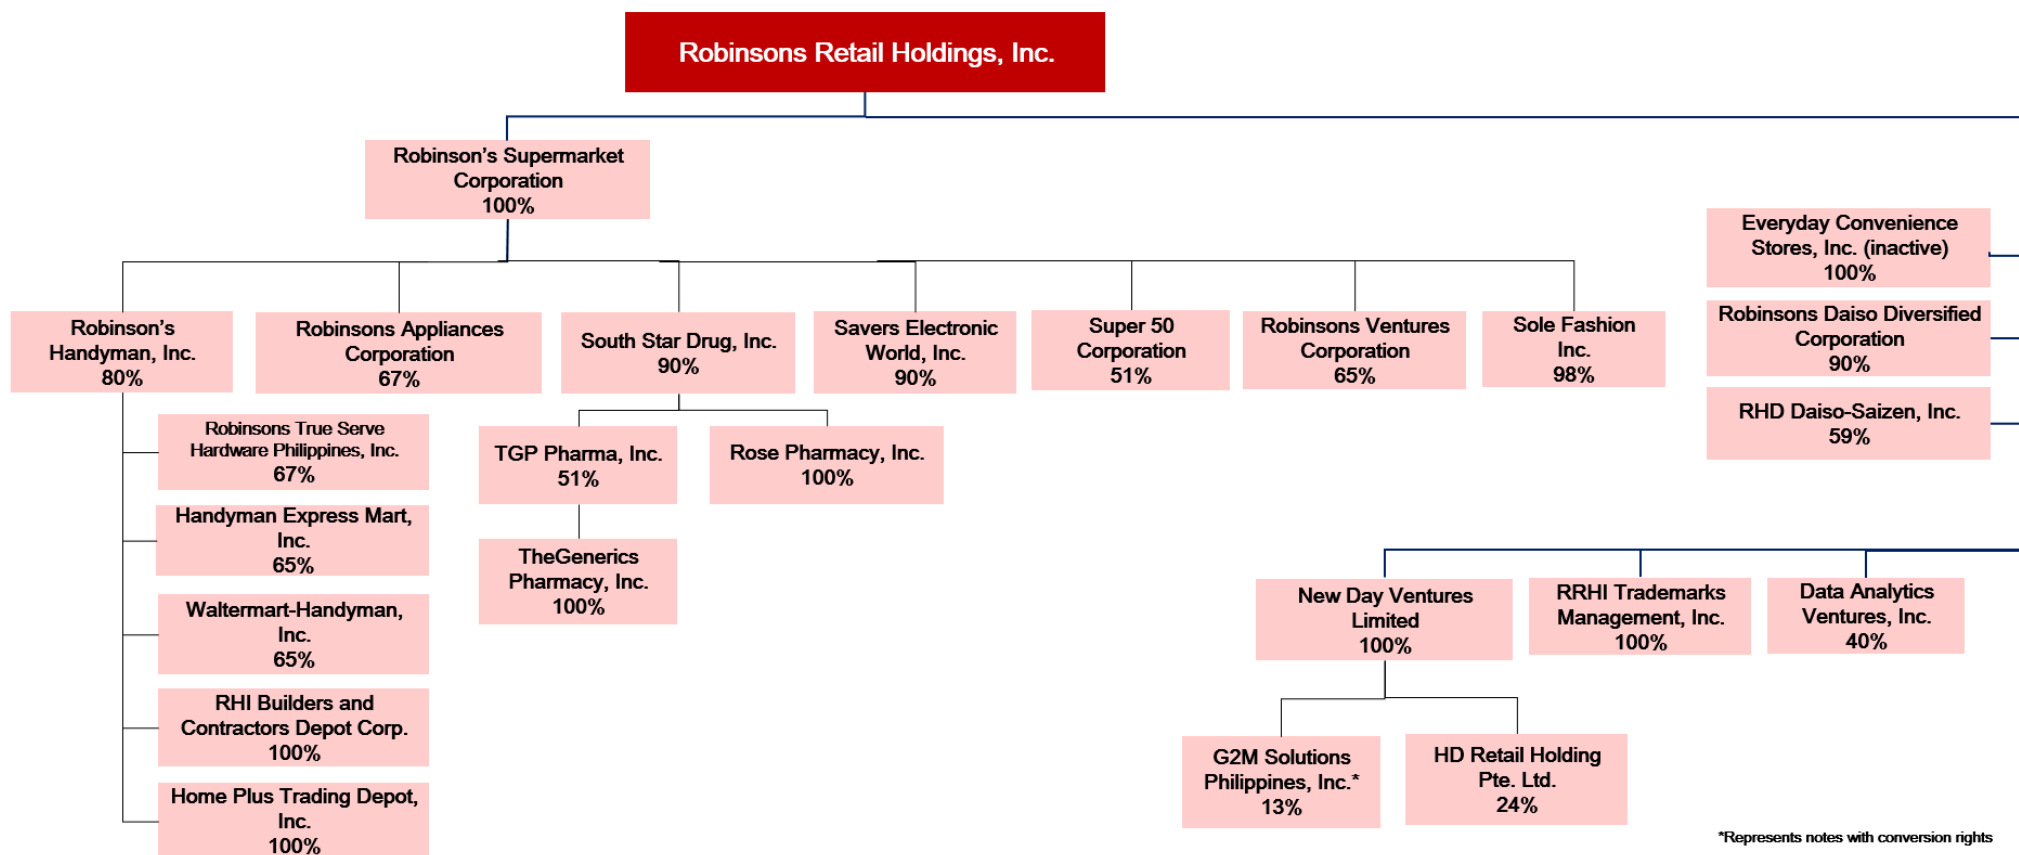 Robinsons Retail Holdings, Inc.
Robinson's Supermarket
Corporation
100%
Everyday Convenience
Stores, Inc. (inactive)
100%
Robinsons Daiso Diversified
Corporation
90%
RHD Daiso-Saizen, Inc.
59%
Robinson's
Handyman, Inc.
80%
Robinsons Appliances
Corporation
67%
South Star Drug, Inc.
90%
Savers Electronic
World, Inc.
90%
Super 50
Corporation
51%
Robinsons Ventures
Corporation
65%
Sole Fashion
Inc.
98%
Robinsons True Serve
Hardware Philippines, Inc.
67%
Handyman Express Mart,
Inc.
65%
Waltermart-Handyman,
Inc.
65%
RHI Builders and
Contractors Depot Corp.
100%
Home Plus Trading Depot,
Inc.
100%
TGP Pharma, Inc.
51%
Rose Pharmacy, Inc.
100%
TheGenerics
Pharmacy, Inc.
100%
New Day Ventures
Limited
100%
RRHI Trademarks
Management, Inc.
100%
Data Analytics
Ventures, Inc.
40%
G2M Solutions
Philippines, Inc.*
13%
HD Retail Holding
Pte. Ltd.
24%
*Represents notes with conversion rights